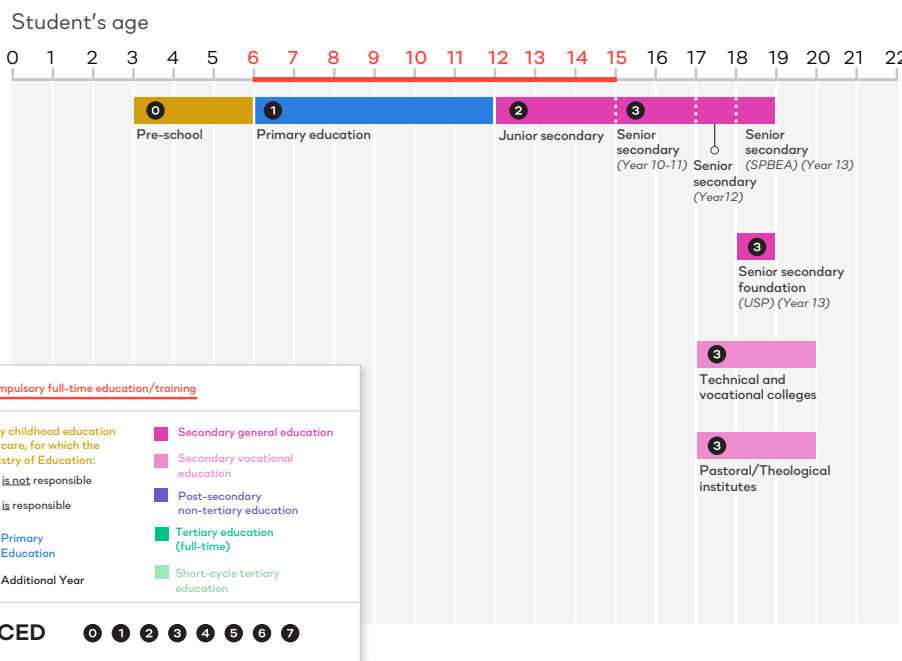 Student's age
0 1 2 3 4 5 6 7 8 9 10 11 12 13 14 15 16 17 18 19 20 21 22
0 1 2 3
Pre-school
Primary education
Junior secondary
Senior
secondary
(Year 10-11)
Senior
secondary
(Year12)
Senior
secondary
(SPBEA) (Year 13)
3
Senior secondary
foundation
(USP) (Year 13)
3
Technical and
vocational colleges
3
Pastoral/Theological
institutes
mpulsory full-time education/training
y childhood education
care, for which the
istry of Education:
is not responsible
is responsible
Primary
Education
Additional Year
Secondary general education
Secondary vocational
education
Post-secondary
non-tertiary education
Tertiary education
(full-time)
Short-cycle tertiary
education
CED 0 1 2 3 4 5 6 7